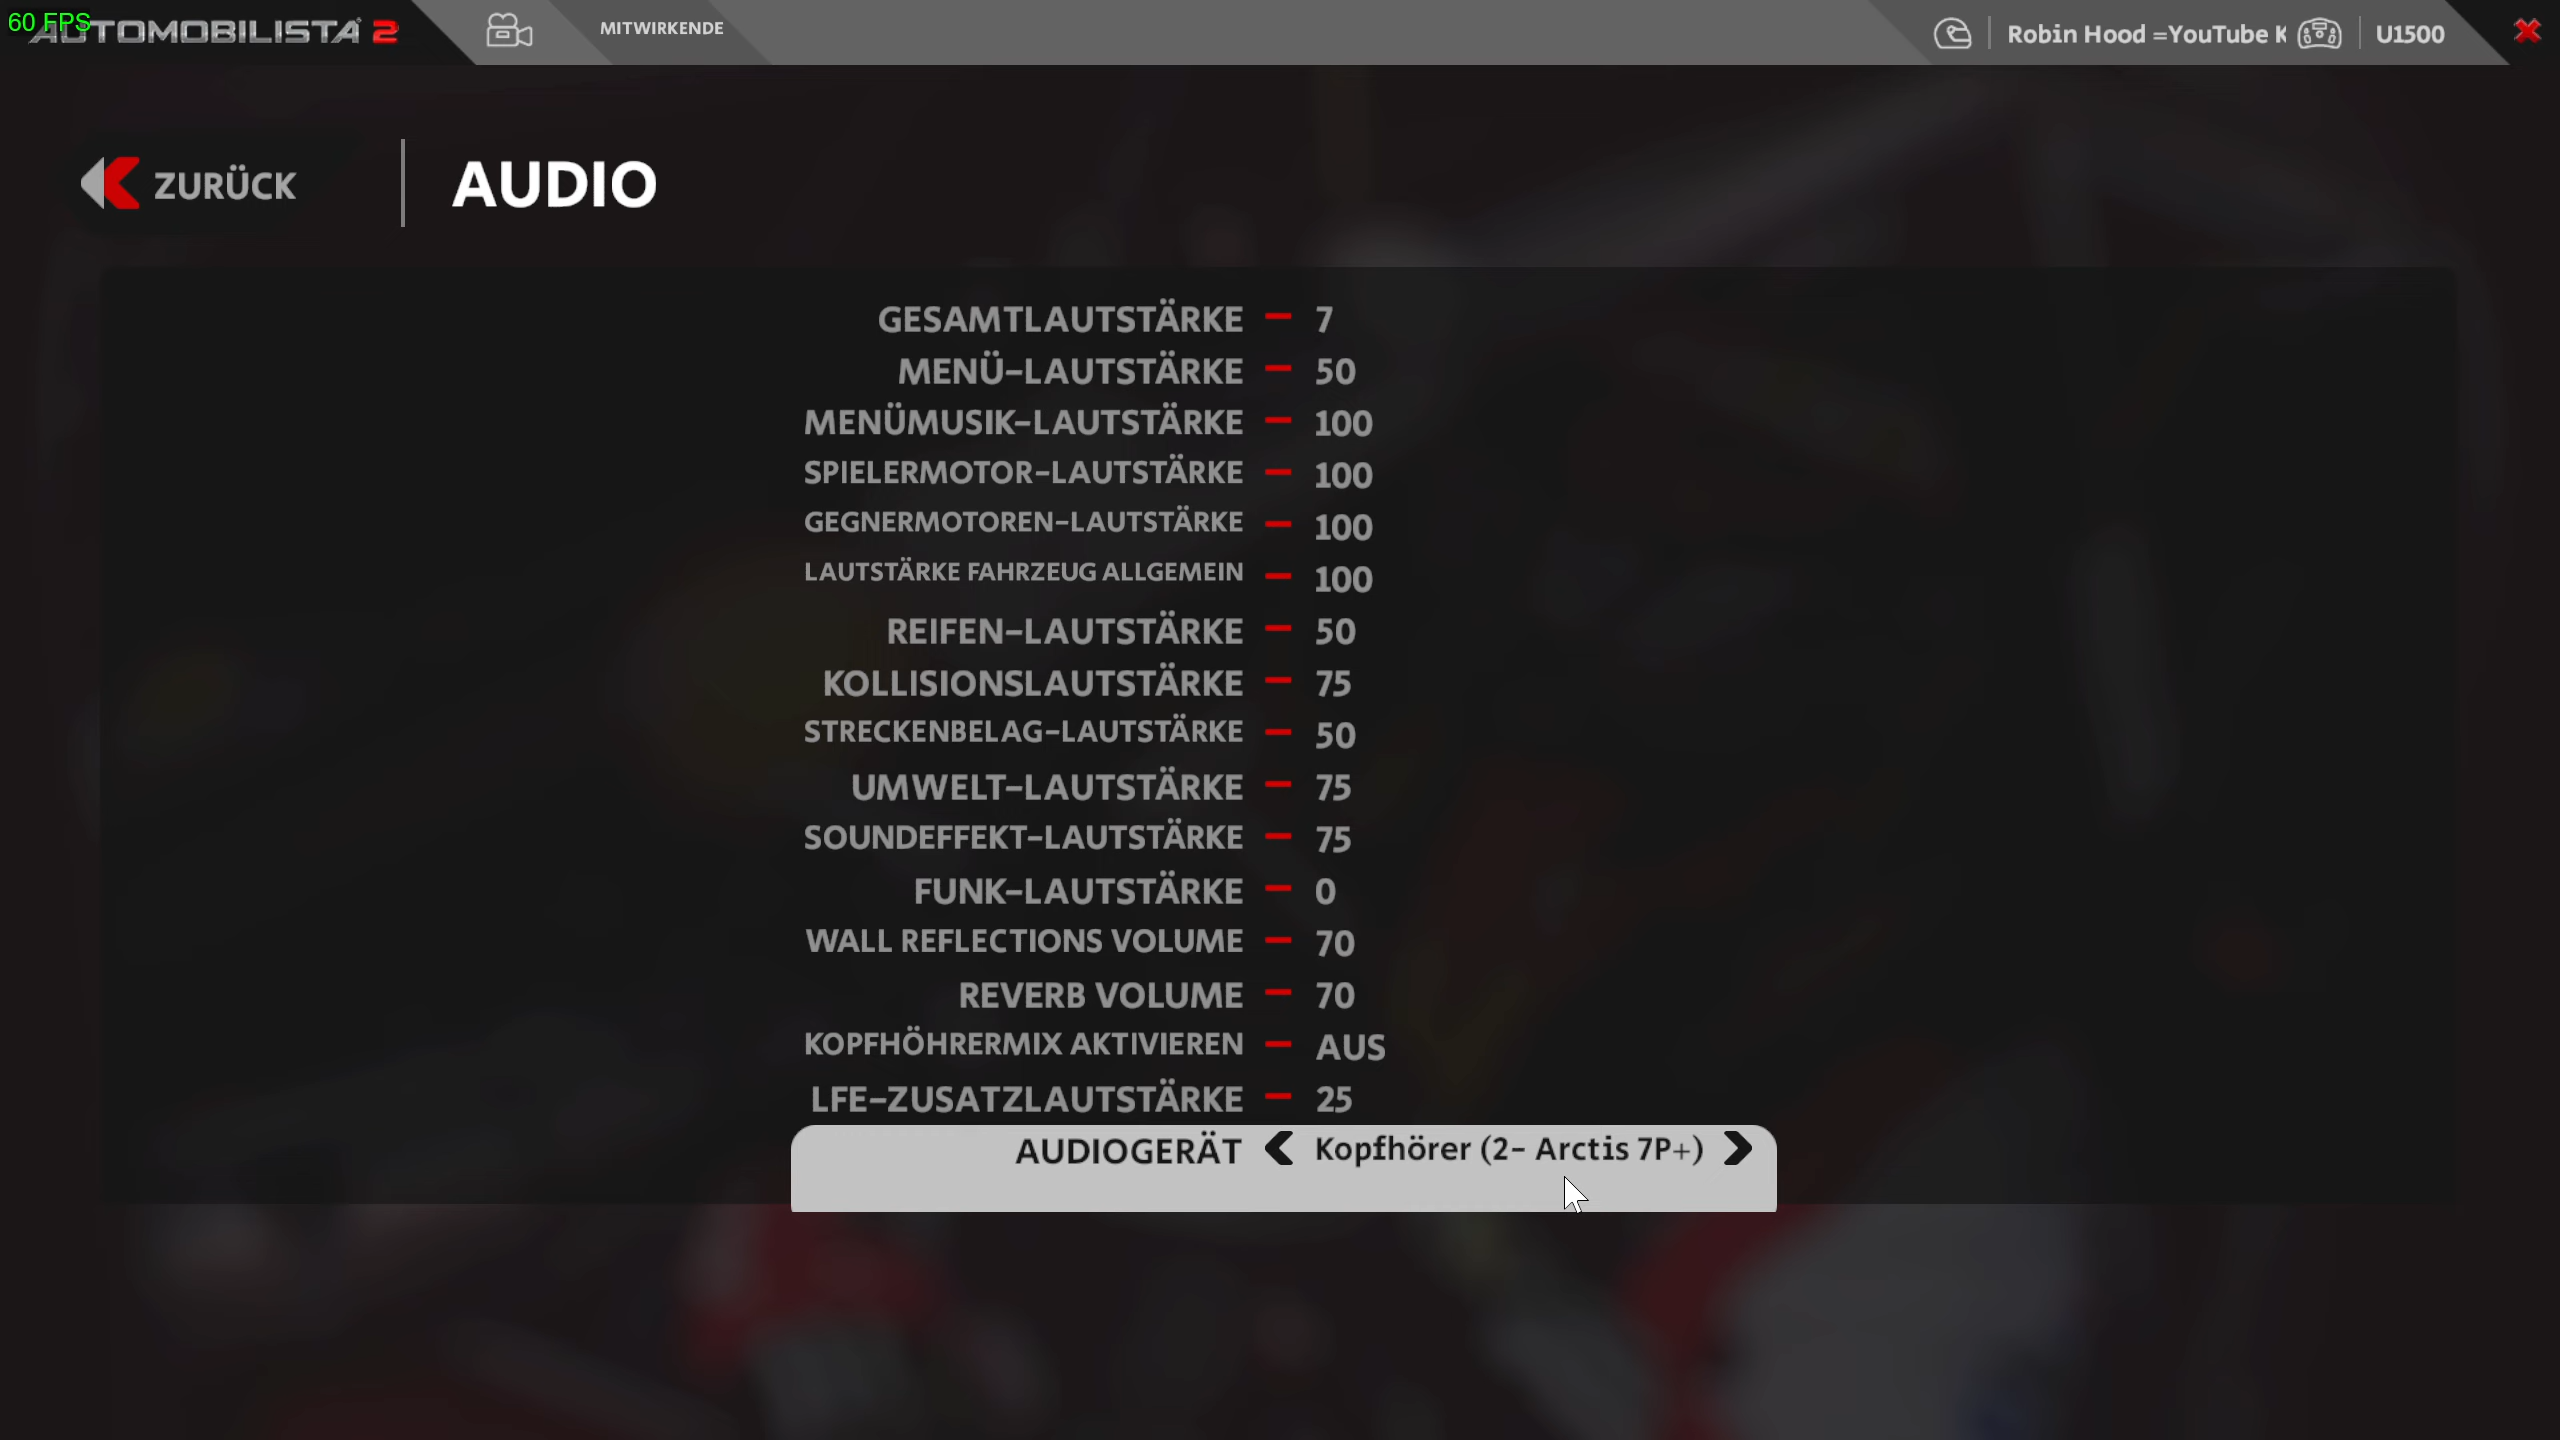 60 FPS
AUTOMOBILISTA 2
MITWIRKENDE
Robin Hood =YouTube K
U1500
ZURÜCK
AUDIO
GESAMTLAUTSTÄRKE 7
MENÜ-LAUTSTÄRKE 50
MENÜMUSIK-LAUTSTÄRKE 100
SPIELERMOTOR-LAUTSTÄRKE 100
GEGNERMOTOREN-LAUTSTÄRKE 100
LAUTSTÄRKE FAHRZEUG ALLGEMEIN 100
REIFEN-LAUTSTÄRKE 50
KOLLISIONSLAUTSTÄRKE 75
STRECKENBELAG-LAUTSTÄRKE 50
UMWELT-LAUTSTÄRKE 75
SOUNDEFFEKT-LAUTSTÄRKE 75
FUNK-LAUTSTÄRKE 0
WALL REFLECTIONS VOLUME 70
REVERB VOLUME 70
KOPFHÖHRERMIX AKTIVIEREN AUS
LFE-ZUSATZLAUTSTÄRKE 25
AUDIOGERÄT Kopfhörer (2- Arctis 7P+)